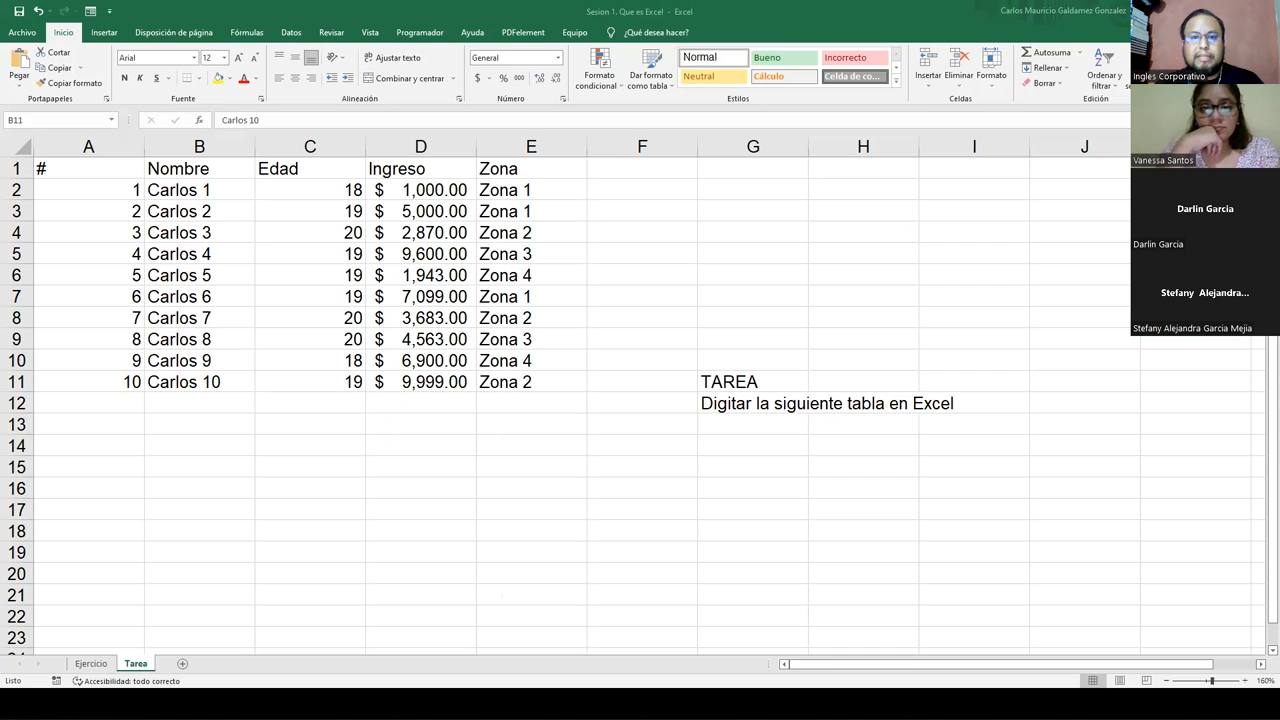 Sesion 1. Que es Excel - Excel
Carlos Mauricio Galdamez Gonzalez
Archivo Inicio Insertar Disposición de página Fórmulas Datos Revisar Vista Programador Ayuda PDFelement Equipo ¿Qué desea hacer?
Pegar
Cortar
Copiar
Copiar formato
Portapapeles
Arial 12
N K S
Fuente
Ajustar texto
Combinar y centrar
Alineación
General
$ % 000
Número
Formato condicional
Dar formato como tabla
Normal Bueno Incorrecto
Neutral Cálculo Celda de co...
Estilos
Insertar Eliminar Formato
Celdas
Autosuma
Rellenar
Borrar
Ordenar y filtrar
Edición
B11 fx Carlos 10
A B C D E F G H I J
1 # Nombre Edad Ingreso Zona
2 1 Carlos 1 18 $ 1,000.00 Zona 1
3 2 Carlos 2 19 $ 5,000.00 Zona 1
4 3 Carlos 3 20 $ 2,870.00 Zona 2
5 4 Carlos 4 19 $ 9,600.00 Zona 3
6 5 Carlos 5 19 $ 1,943.00 Zona 4
7 6 Carlos 6 19 $ 7,099.00 Zona 1
8 7 Carlos 7 20 $ 3,683.00 Zona 2
9 8 Carlos 8 20 $ 4,563.00 Zona 3
10 9 Carlos 9 18 $ 6,900.00 Zona 4
11 10 Carlos 10 19 $ 9,999.00 Zona 2 TAREA
12 Digitar la siguiente tabla en Excel
13
14
15
16
17
18
19
20
21
22
23
Ejercicio Tarea
Listo Accesibilidad: todo correcto 160%
Ingles Corporativo
Vanessa Santos
Darlin Garcia
Darlin Garcia
Stefany Alejandra...
Stefany Alejandra Garcia Mejia